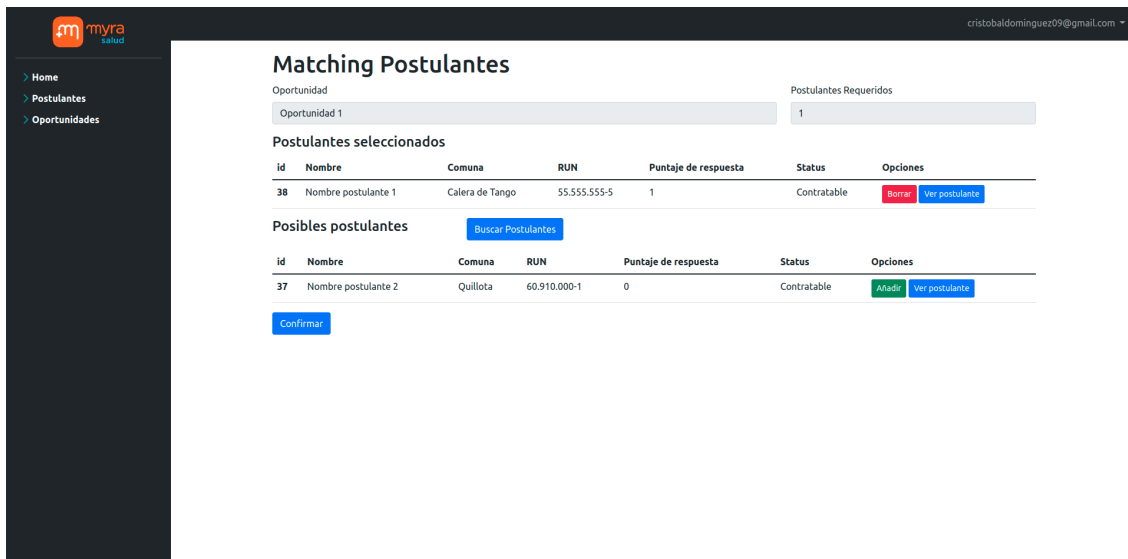 myra
salud
cristobaldominguez09@gmail.com
Home
Postulantes
Oportunidades
Matching Postulantes
Oportunidad Postulantes Requeridos
Oportunidad 1 1
Postulantes seleccionados
id Nombre Comuna RUN Puntaje de respuesta Status Opciones
38 Nombre postulante 1 Calera de Tango 55.555.555-5 1 Contratable Borrar Ver postulante
Posibles postulantes Buscar Postulantes
id Nombre Comuna RUN Puntaje de respuesta Status Opciones
37 Nombre postulante 2 Quillota 60.910.000-1 0 Contratable Añadir Ver postulante
Confirmar